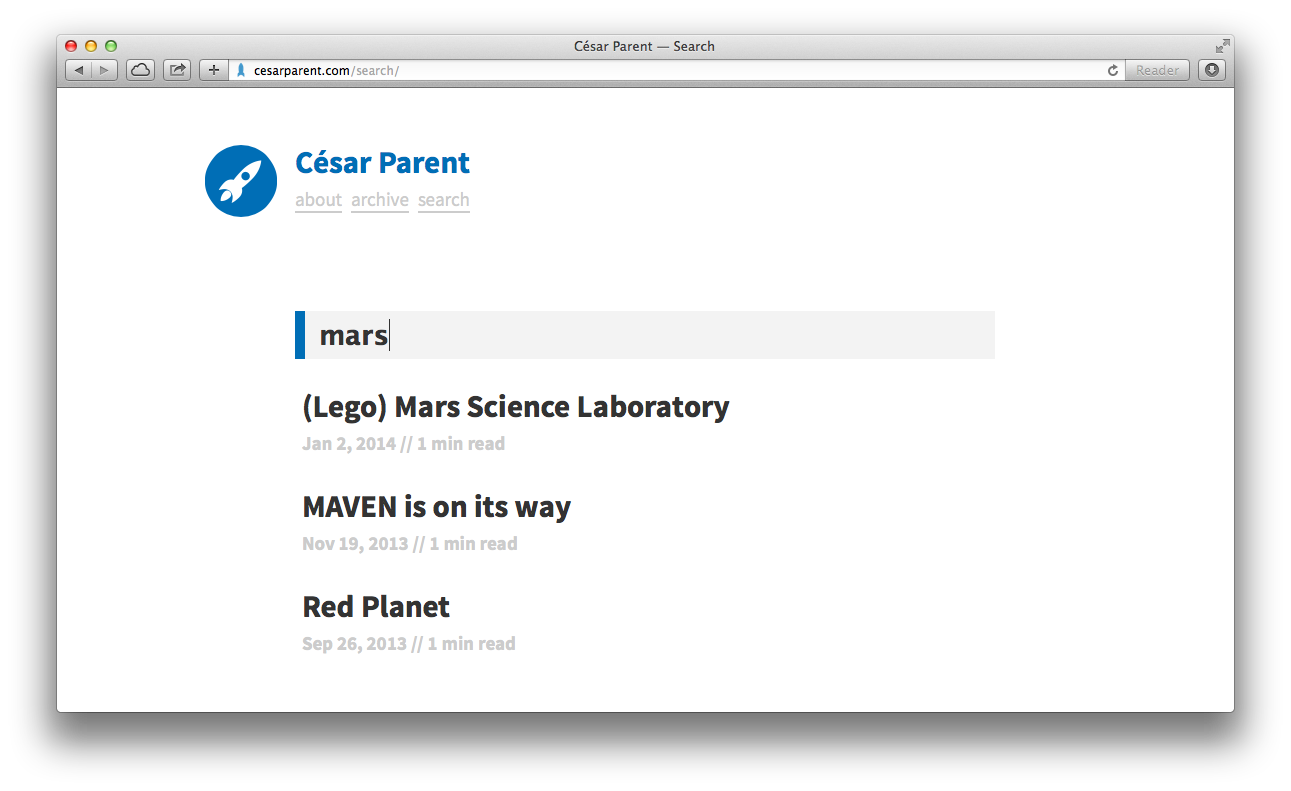 César Parent — Search
cesarparent.com/search/
Reader
César Parent
about archive search
mars
(Lego) Mars Science Laboratory
Jan 2, 2014 // 1 min read
MAVEN is on its way
Nov 19, 2013 // 1 min read
Red Planet
Sep 26, 2013 // 1 min read